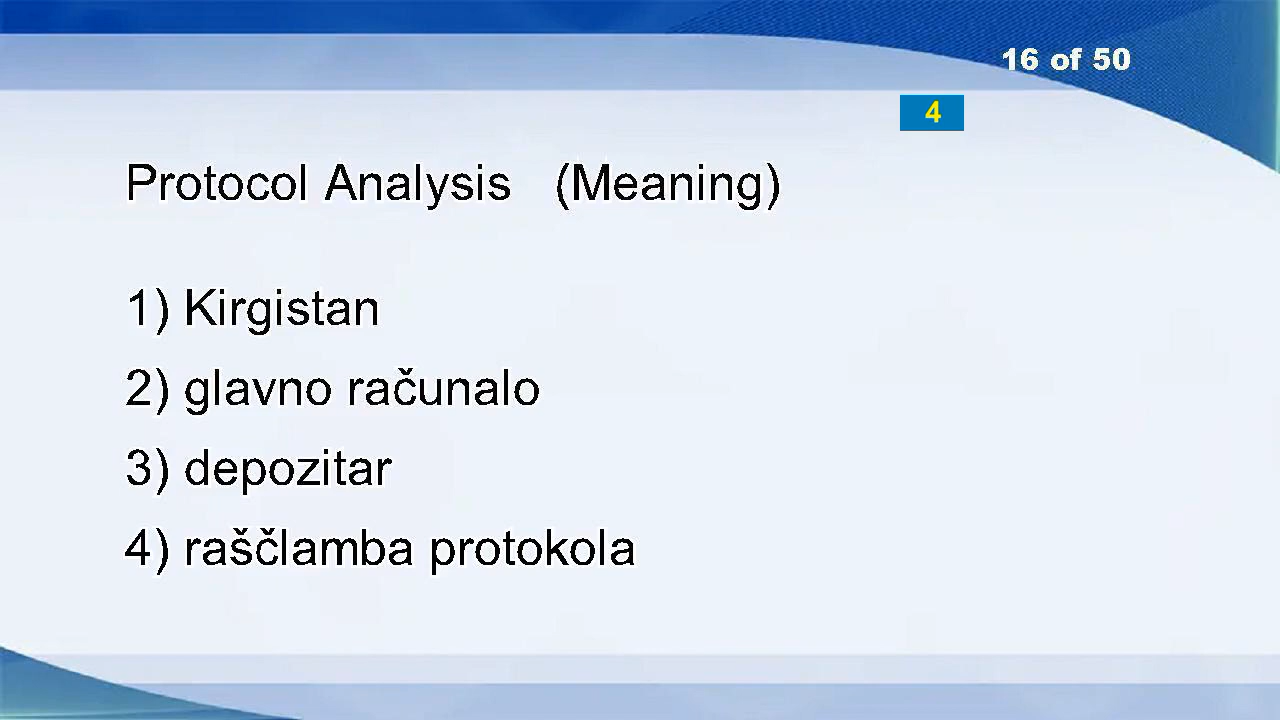 16 of 50
4
Protocol Analysis (Meaning)
1) Kirgistan
2) glavno računalo
3) depozitar
4) raščlamba protokola